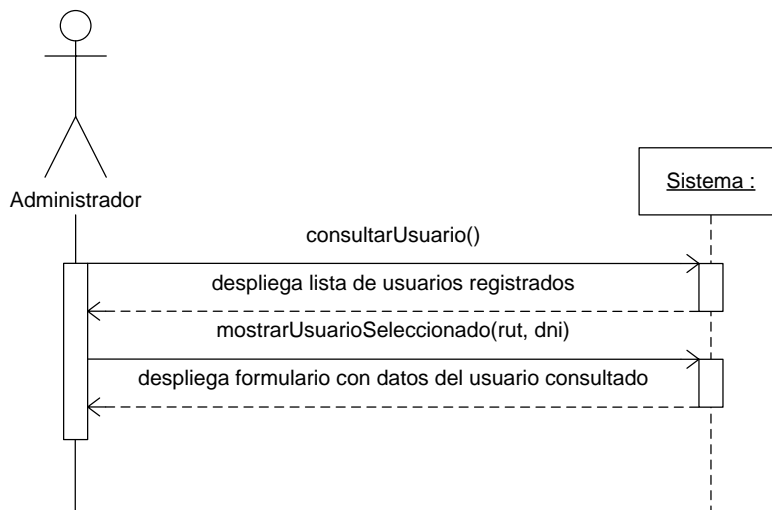 Administrador
Sistema :
consultarUsuario()
despliega lista de usuarios registrados
mostrarUsuarioSeleccionado(rut, dni)
despliega formulario con datos del usuario consultado